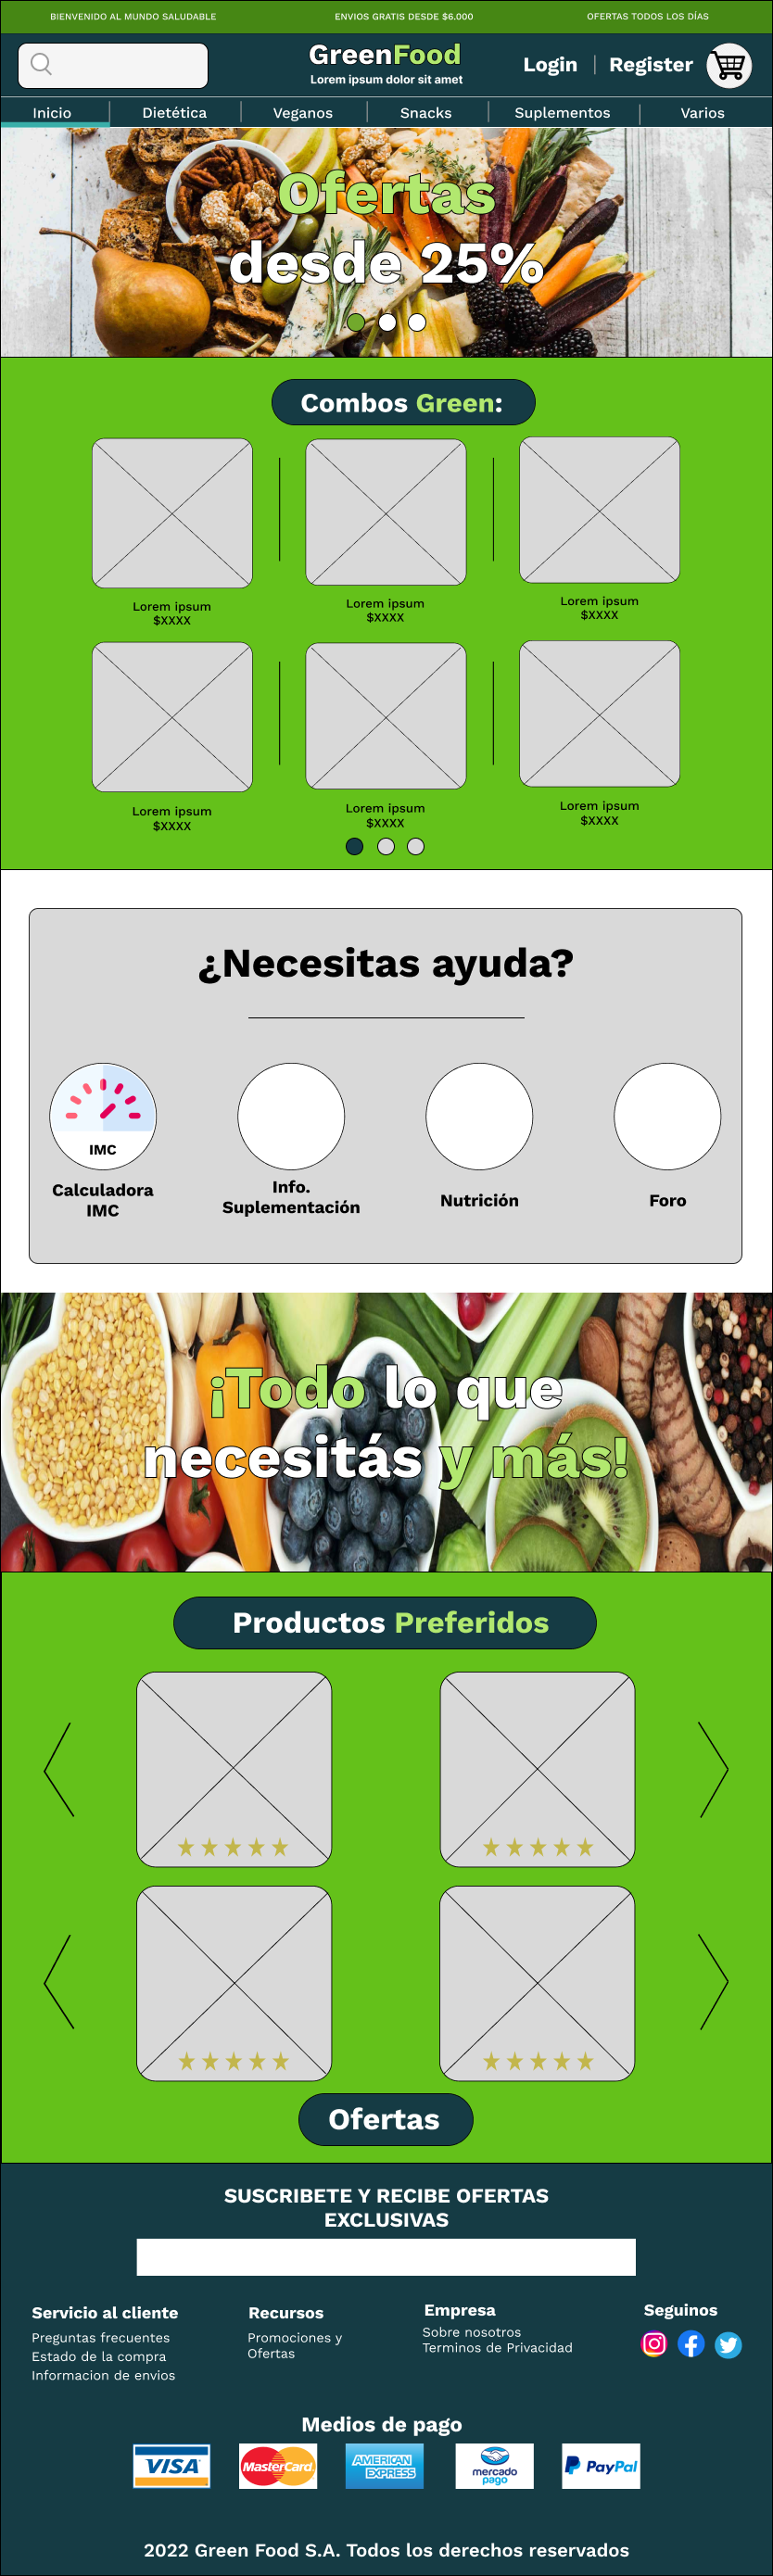 BIENVENIDO AL MUNDO SALUDABLE
ENVIOS GRATIS DESDE $6.000
OFERTAS TODOS LOS DÍAS
GreenFood
Lorem ipsum dolor sit amet
Login
Register
Inicio
Dietética
Veganos
Snacks
Suplementos
Varios
Ofertas
desde 25%
Combos Green:
Lorem ipsum
$XXXX
Lorem ipsum
$XXXX
Lorem ipsum
$XXXX
Lorem ipsum
$XXXX
Lorem ipsum
$XXXX
Lorem ipsum
$XXXX
¿Necesitas ayuda?
IMC
Calculadora
IMC
Info.
Suplementación
Nutrición
Foro
¡Todo lo que
necesitás y más!
Productos Preferidos
Ofertas
SUSCRIBETE Y RECIBE OFERTAS
EXCLUSIVAS
Servicio al cliente
Preguntas frecuentes
Estado de la compra
Informacion de envios
Recursos
Promociones y
Ofertas
Empresa
Sobre nosotros
Terminos de Privacidad
Seguinos
Medios de pago
VISA
MasterCard
AMERICAN
EXPRESS
mercado
pago
PayPal
2022 Green Food S.A. Todos los derechos reservados